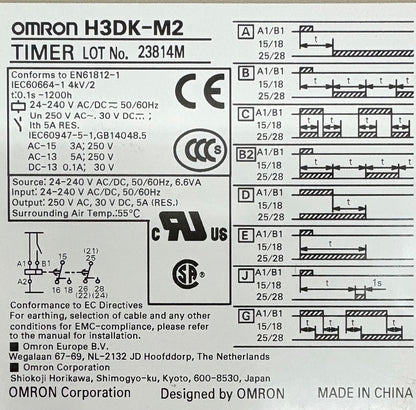 OMRON H3DK-M2
TIMER LOT No. 23814M
Conforms to EN61812-1
IEC60664-1 4kV/2
t:0.1s -1200h
24-240 V AC/DC 50/60Hz
Un 250 V AC~. 30 V DC ;
Ith 5A RES.
IEC60947-5-1,GB14048.5
AC-15 3A; 250 V
AC-13 5A; 250 V
DC-13 0.1A; 30 V
CE
CCC S
Source: 24-240 V AC/DC, 50/60Hz, 6.6VA
Input: 24-240 V AC/DC, 50/60Hz
Output: 250 V AC, 30 V DC, 5A (RES.)
Surrounding Air Temp.:55°C
15 (21)
25
A1 B1
A2 16 18 26 28
(22)(24)
c RU US
SA
Conformance to EC Directives
For earthing, selection of cable and any other
conditions for EMC-compliance, please refer
to the manual for installation.
Omron Europe B.V.
Wegalaan 67-69, NL-2132 JD Hoofddorp, The Netherlands
Omron Corporation
Shiokoji Horikawa, Shimogyo-ku, Kyoto, 600-8530, Japan
OMRON Corporation Designed by OMRON MADE IN CHINA
A A1/B1
15/18 t
25/28
B A1/B1
15/18 t t t
25/28
C A1/B1
15/18 t t t t
25/28
B2 A1/B1
15/18 t t t
25/28
D A1/B1
15/18 t
25/28
E A1/B1
15/18 t
25/28
J A1/B1
15/18 t 1s
25/28
G A1/B1
15/18 t t t t
25/28